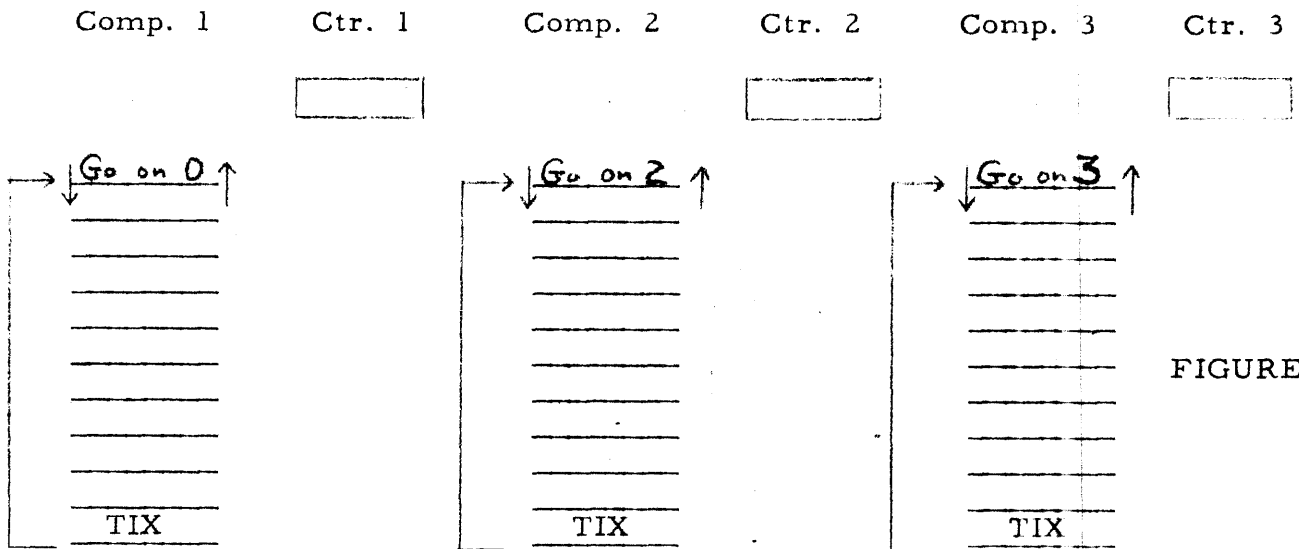 Comp. 1 Ctr. 1 Comp. 2 Ctr. 2 Comp. 3 Ctr. 3
Go on 0 Go on 2 Go on 3
FIGURE
TIX TIX TIX